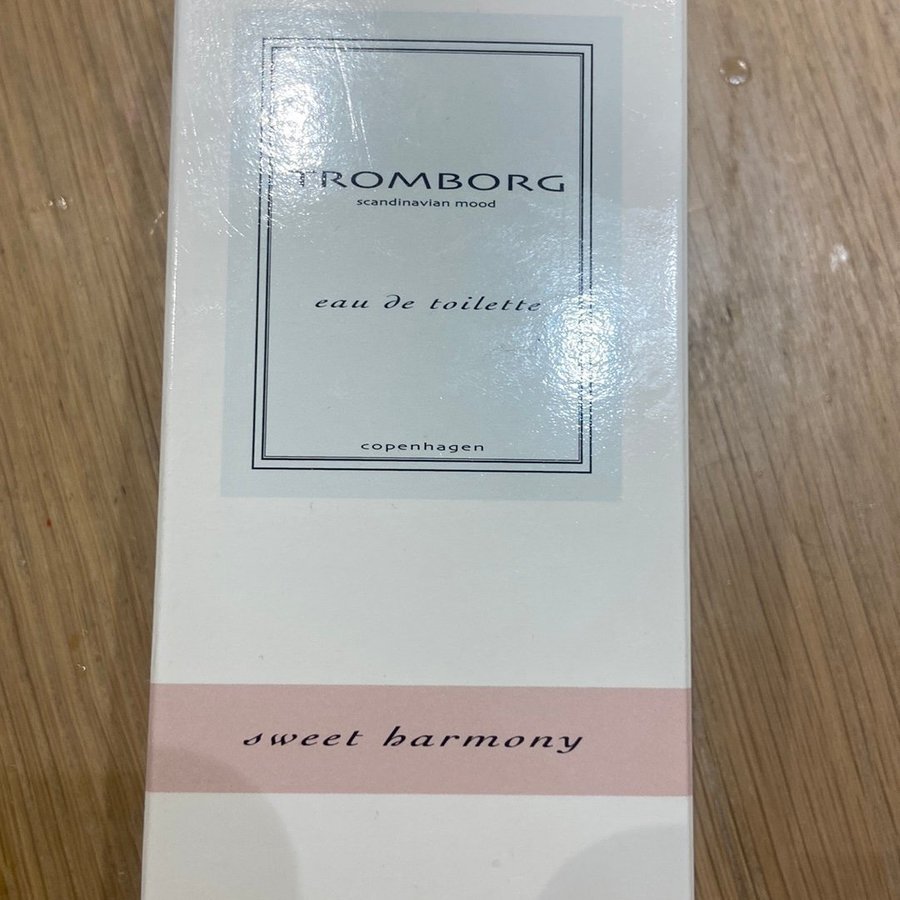 TROMBORG
scandinavian mood
eau de toilette
copenhagen
sweet harmony